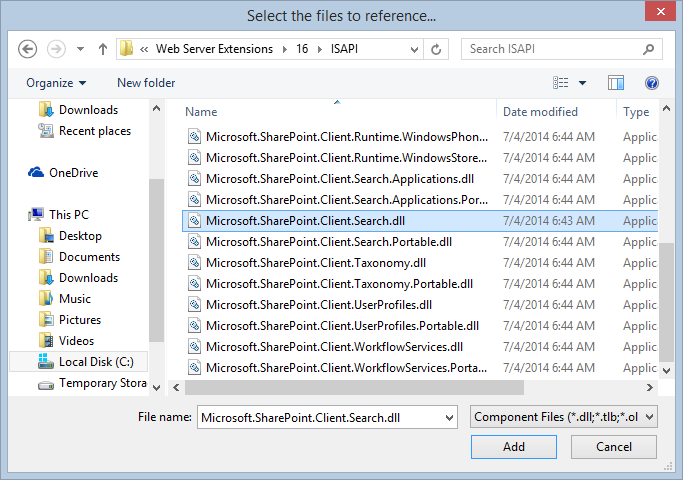 Select the files to reference...
« Web Server Extensions 16 ISAPI Search ISAPI
Organize New folder
Downloads
Recent places
OneDrive
This PC
Desktop
Documents
Downloads
Music
Pictures
Videos
Local Disk (C:)
Temporary Stora
Name Date modified Type
Microsoft.SharePoint.Client.Runtime.WindowsPhon... 7/4/2014 6:44 AM Applic
Microsoft.SharePoint.Client.Runtime.WindowsStore... 7/4/2014 6:44 AM Applic
Microsoft.SharePoint.Client.Search.Applications.dll 7/4/2014 6:44 AM Applic
Microsoft.SharePoint.Client.Search.Applications.Por... 7/4/2014 6:44 AM Applic
Microsoft.SharePoint.Client.Search.dll 7/4/2014 6:43 AM Applic
Microsoft.SharePoint.Client.Search.Portable.dll 7/4/2014 6:44 AM Applic
Microsoft.SharePoint.Client.Taxonomy.dll 7/4/2014 6:44 AM Applic
Microsoft.SharePoint.Client.Taxonomy.Portable.dll 7/4/2014 6:44 AM Applic
Microsoft.SharePoint.Client.UserProfiles.dll 7/4/2014 6:44 AM Applic
Microsoft.SharePoint.Client.UserProfiles.Portable.dll 7/4/2014 6:44 AM Applic
Microsoft.SharePoint.Client.WorkflowServices.dll 7/4/2014 6:44 AM Applic
Microsoft.SharePoint.Client.WorkflowServices.Porta... 7/4/2014 6:44 AM Applic
File name: Microsoft.SharePoint.Client.Search.dll Component Files (*.dll;*.tlb;*.ol
Add Cancel